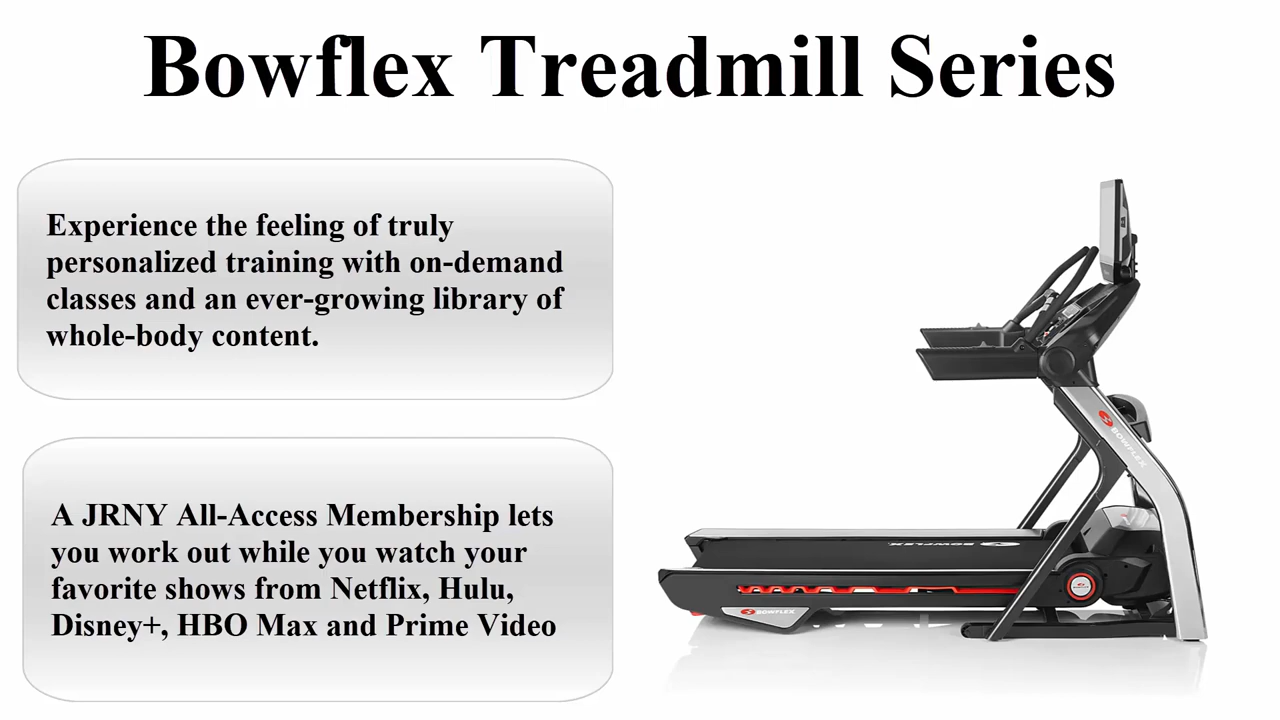 Bowflex Treadmill Series
Experience the feeling of truly
personalized training with on-demand
classes and an ever-growing library of
whole-body content.
A JRNY All-Access Membership lets
you work out while you watch your
favorite shows from Netflix, Hulu,
Disney+, HBO Max and Prime Video
BOWFLEX
BOWFLEX
BOWFLEX